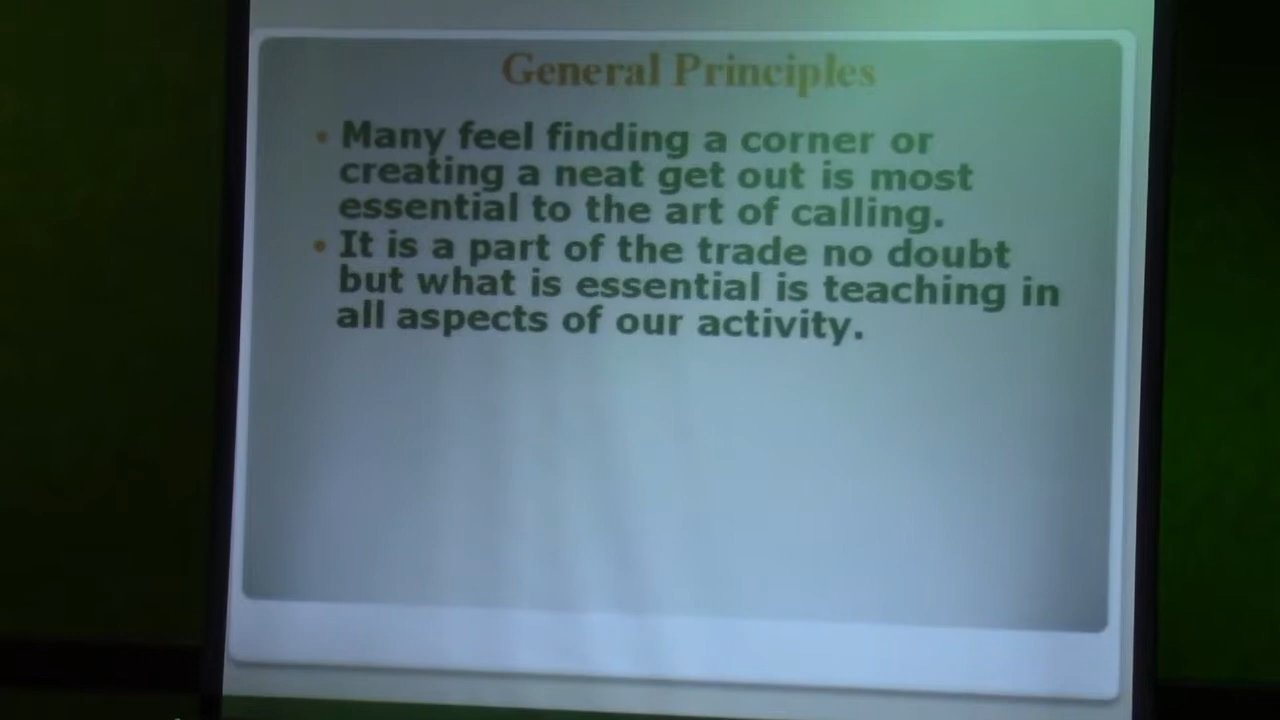 General Principles
• Many feel finding a corner or
creating a neat get out is most
essential to the art of calling.
• It is a part of the trade no doubt
but what is essential is teaching in
all aspects of our activity.